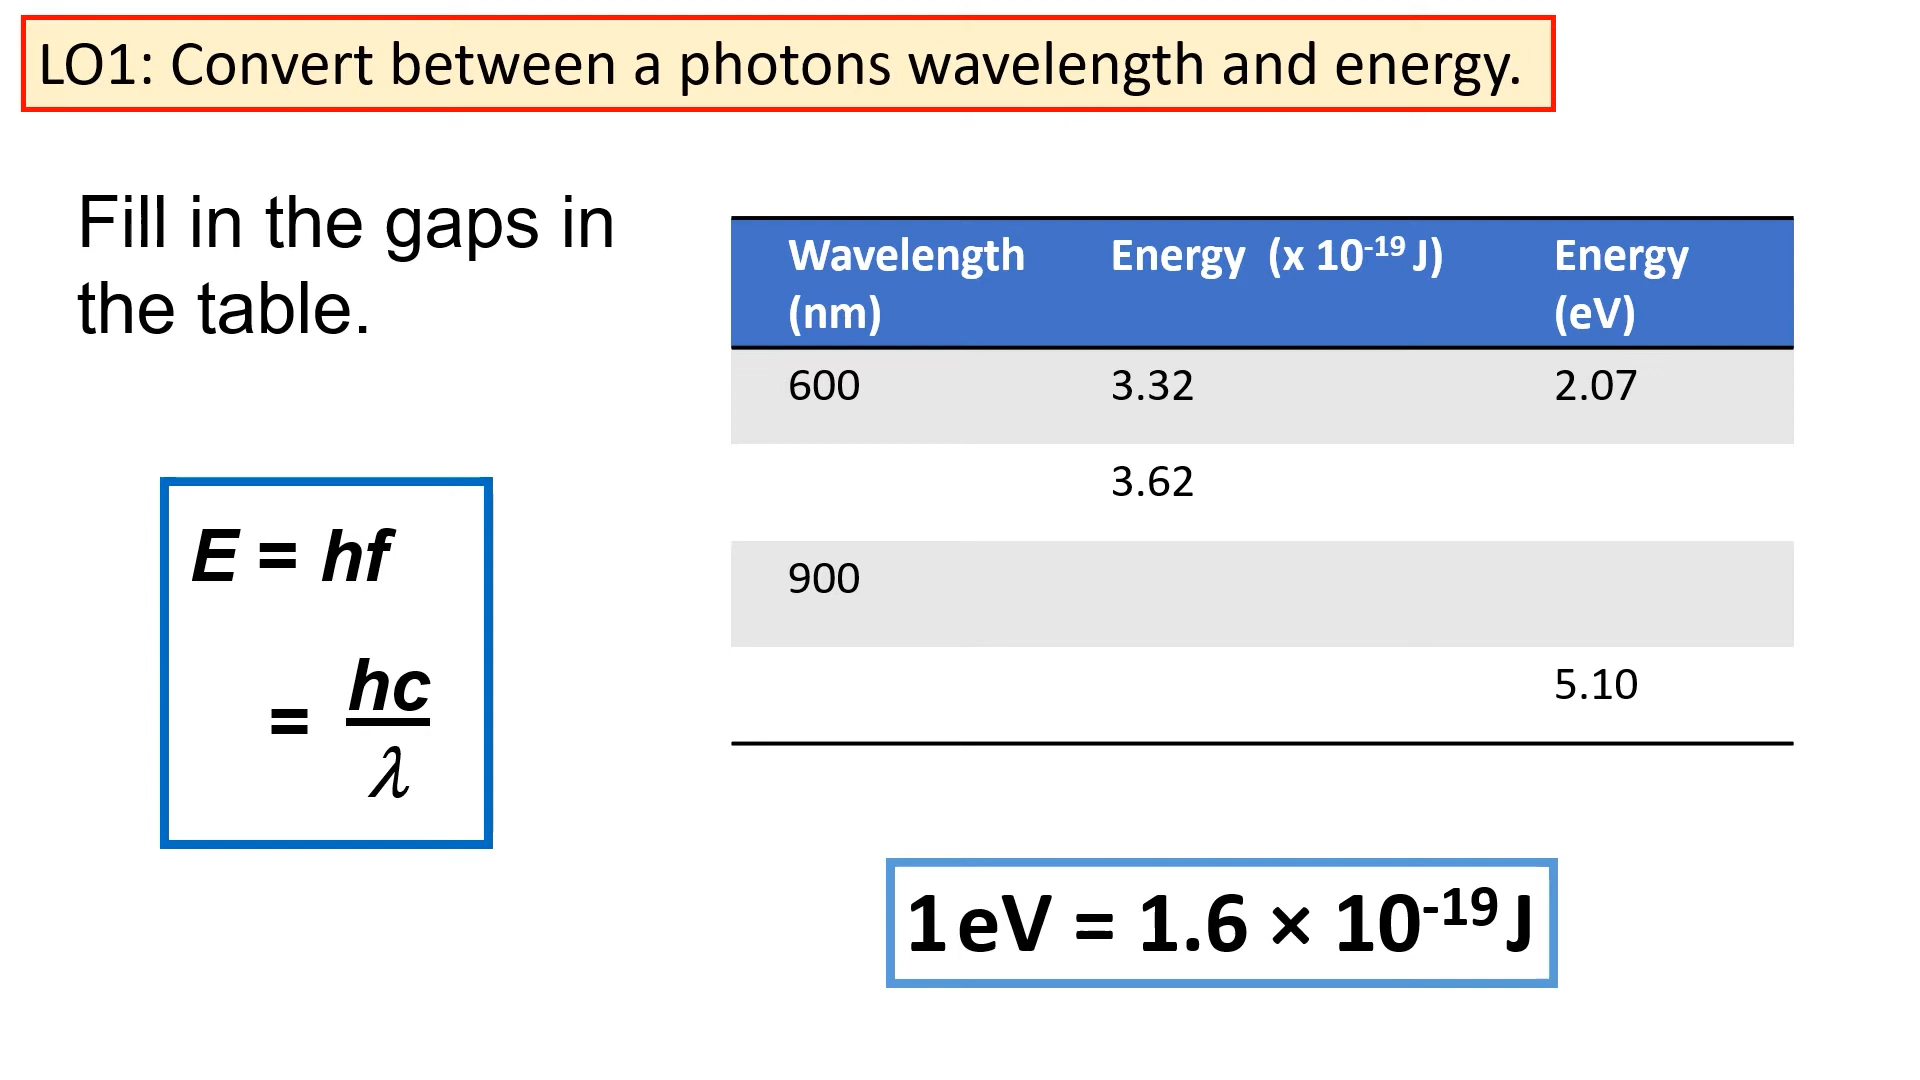 LO1: Convert between a photons wavelength and energy.
Fill in the gaps in
the table.
Wavelength (nm) Energy (x 10⁻¹⁹ J) Energy (eV)
600 3.32 2.07
3.62
900
5.10
E = hf
= hc/λ
1 eV = 1.6 × 10⁻¹⁹ J